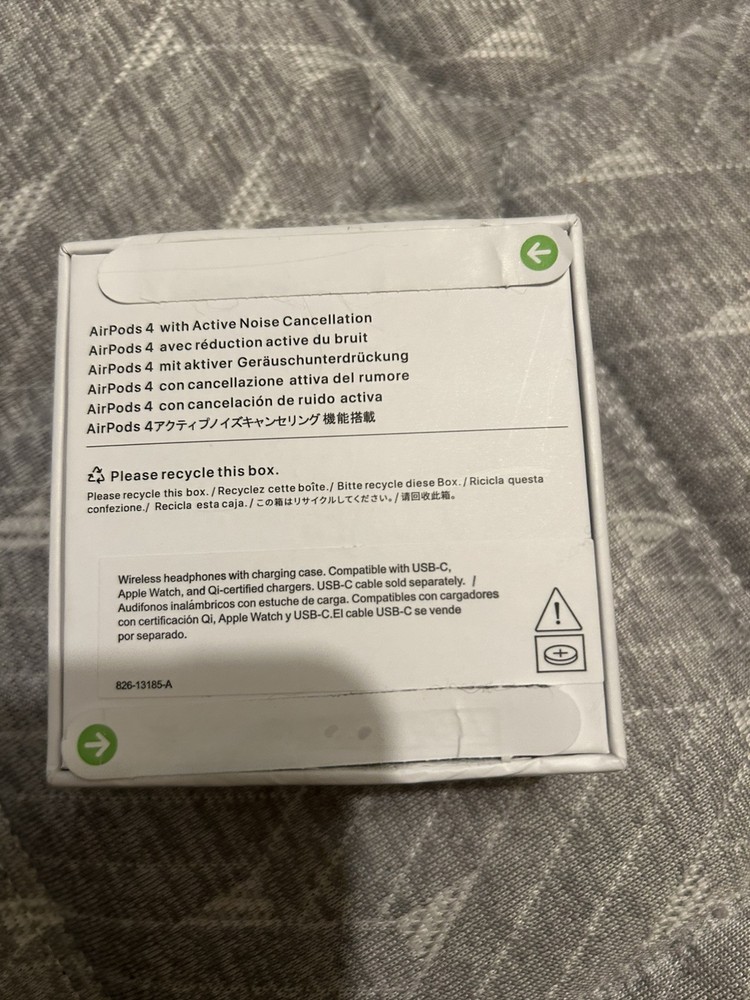 AirPods 4 with Active Noise Cancellation
AirPods 4 avec réduction active du bruit
AirPods 4 mit aktiver Geräuschunterdrückung
AirPods 4 con cancellazione attiva del rumore
AirPods 4 con cancelación de ruido activa
AirPods 4アクティブノイズキャンセリング機能搭載
Please recycle this box.
Please recycle this box. / Recyclez cette boîte. / Bitte recycle diese Box. / Ricicla questa
confezione. / Recicla esta caja. / この箱はリサイクルしてください。/ 请回收此箱。
Wireless headphones with charging case. Compatible with USB-C,
Apple Watch, and Qi-certified chargers. USB-C cable sold separately. /
Audífonos inalámbricos con estuche de carga. Compatibles con cargadores
con certificación Qi, Apple Watch y USB-C.El cable USB-C se vende
por separado.
826-13185-A